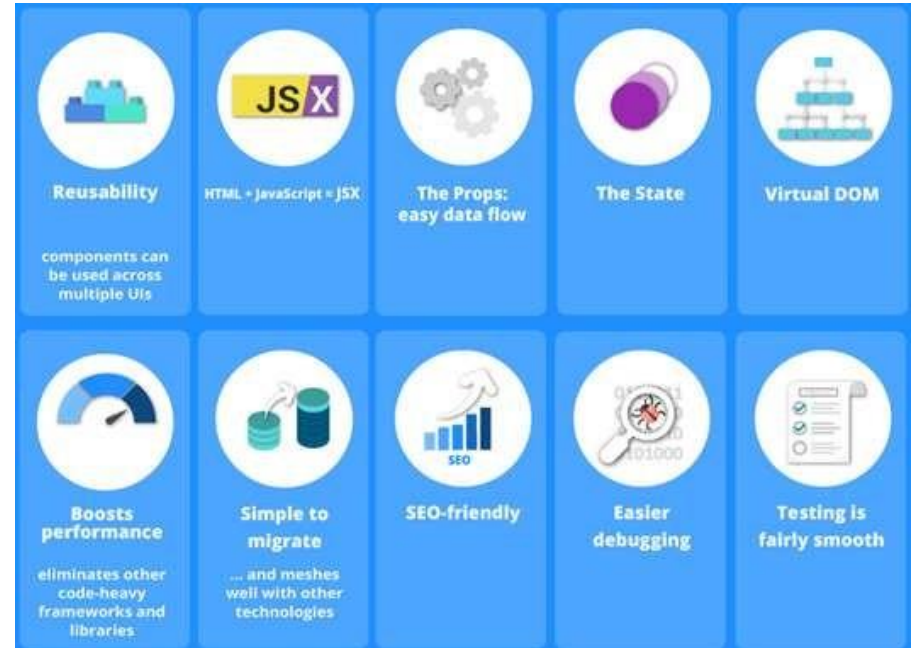 JSX
Reusability
components can
be used across
multiple UIs
HTML + JavaScript = JSX
The Props:
easy data flow
The State
Virtual DOM
Boosts
performance
eliminates other
code-heavy
frameworks and
libraries
Simple to
migrate
... and meshes
well with other
technologies
SEO
SEO-friendly
101000
Easier
debugging
Testing is
fairly smooth